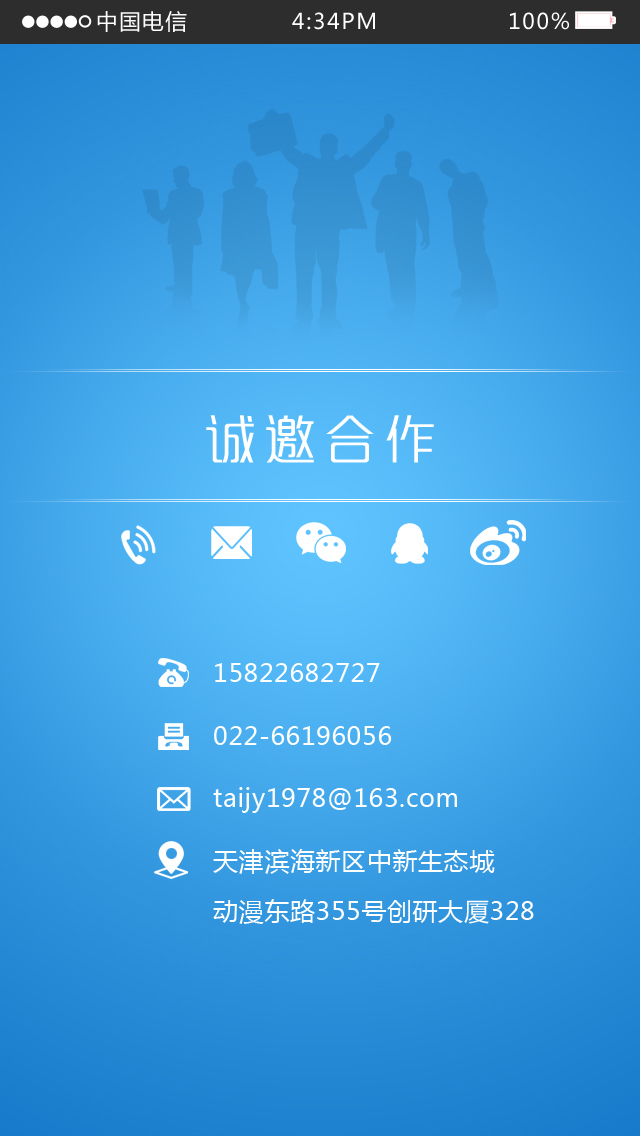 中国电信 4:34PM 100%
诚邀合作
15822682727
022-66196056
taijy1978@163.com
天津滨海新区中新生态城
动漫东路355号创研大厦328